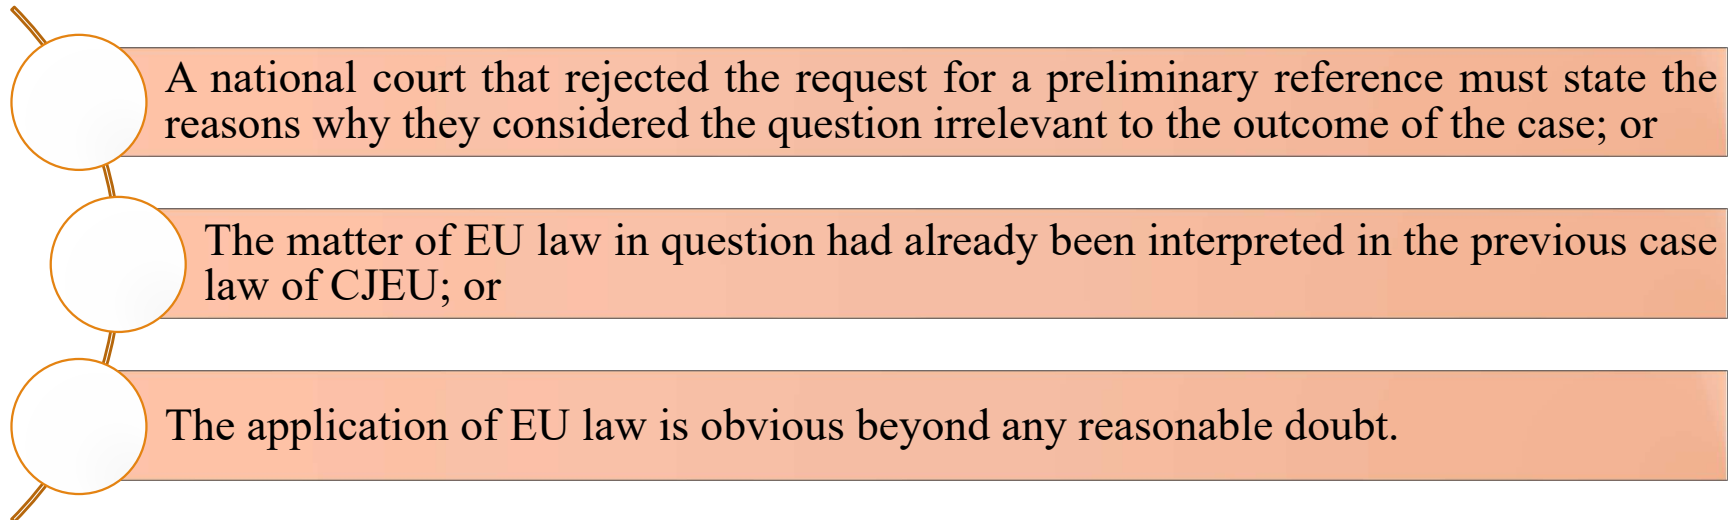 A national court that rejected the request for a preliminary reference must state the
reasons why they considered the question irrelevant to the outcome of the case; or
The matter of EU law in question had already been interpreted in the previous case
law of CJEU; or
The application of EU law is obvious beyond any reasonable doubt.